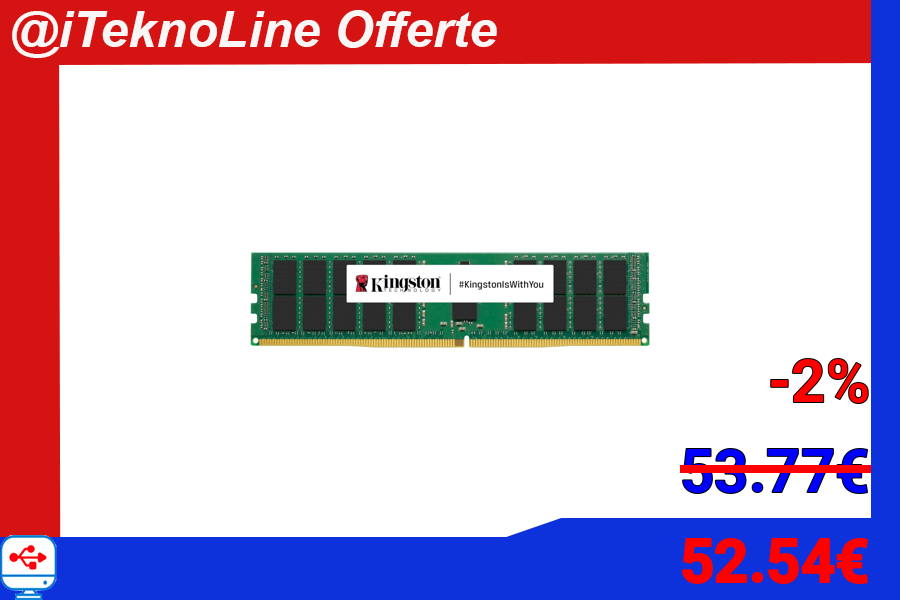 @iTeknoLine Offerte
Kingston
TECHNOLOGY
#KingstonIsWithYou
-2%
53.77€
52.54€